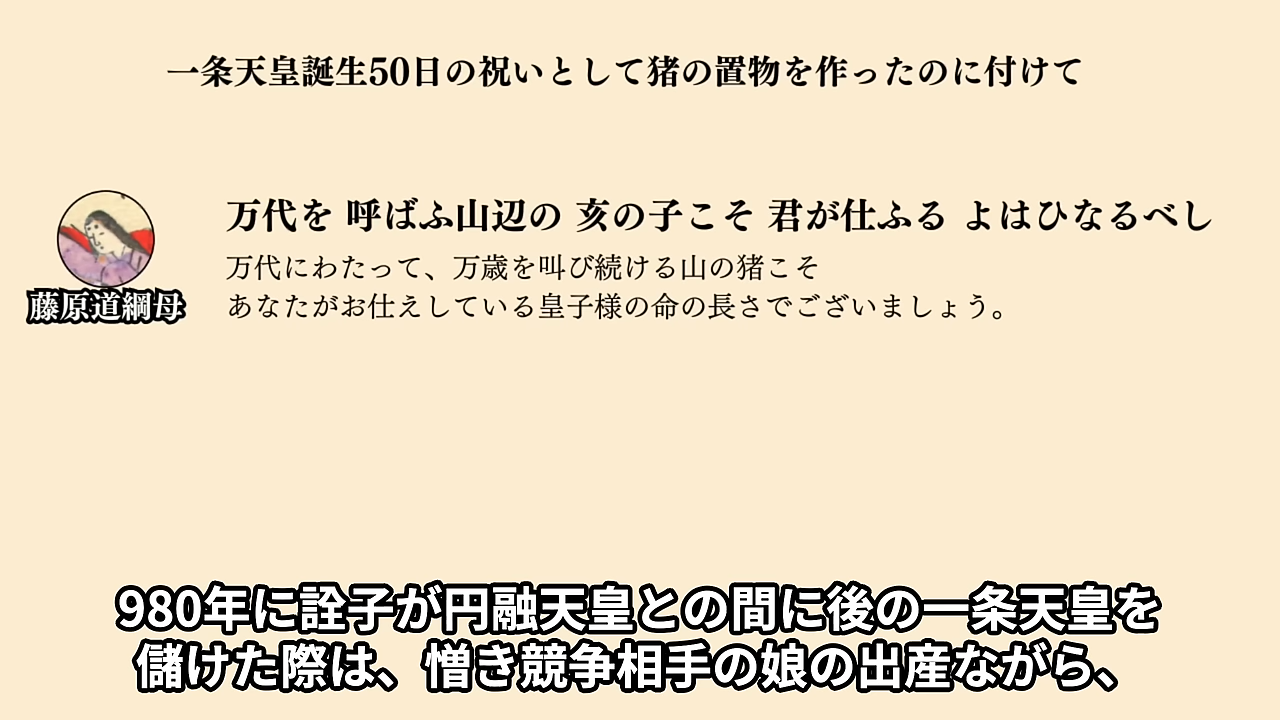 一条天皇誕生50日の祝いとして猪の置物を作ったのに付けて
万代を 呼ばふ山辺の 亥の子こそ 君が仕ふる よはひなるべし
万代にわたって、万歳を叫び続ける山の猪こそ
あなたがお仕えしている皇子様の命の長さでございましょう。
藤原道綱母
980年に詮子が円融天皇との間に後の一条天皇を
儲けた際は、憎き競争相手の娘の出産ながら、